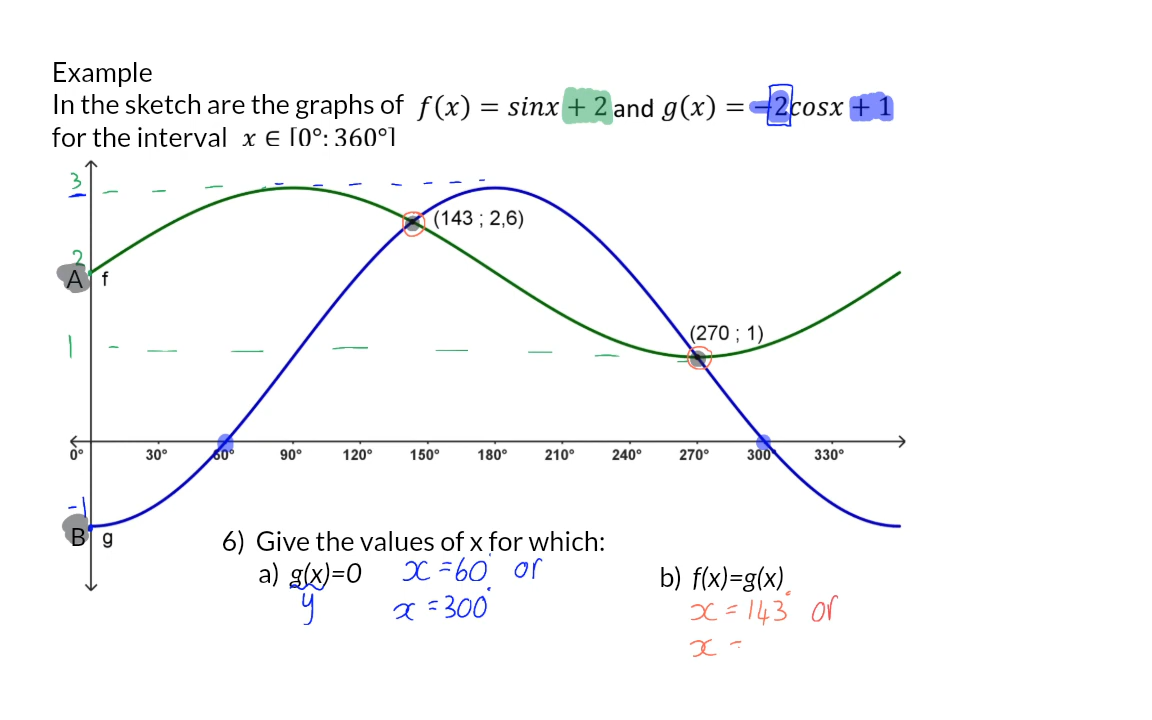 Example
In the sketch are the graphs of f(x) = sinx + 2 and g(x) = −2cosx + 1
for the interval x ∈ [0°; 360°]
3
(143 ; 2,6)
2
A f
(270 ; 1)
1
0° 30° 60° 90° 120° 150° 180° 210° 240° 270° 300° 330°
-1
B g
6) Give the values of x for which:
a) g(x)=0 x = 60° or
y x = 300°
b) f(x)=g(x)
x = 143° or
x =